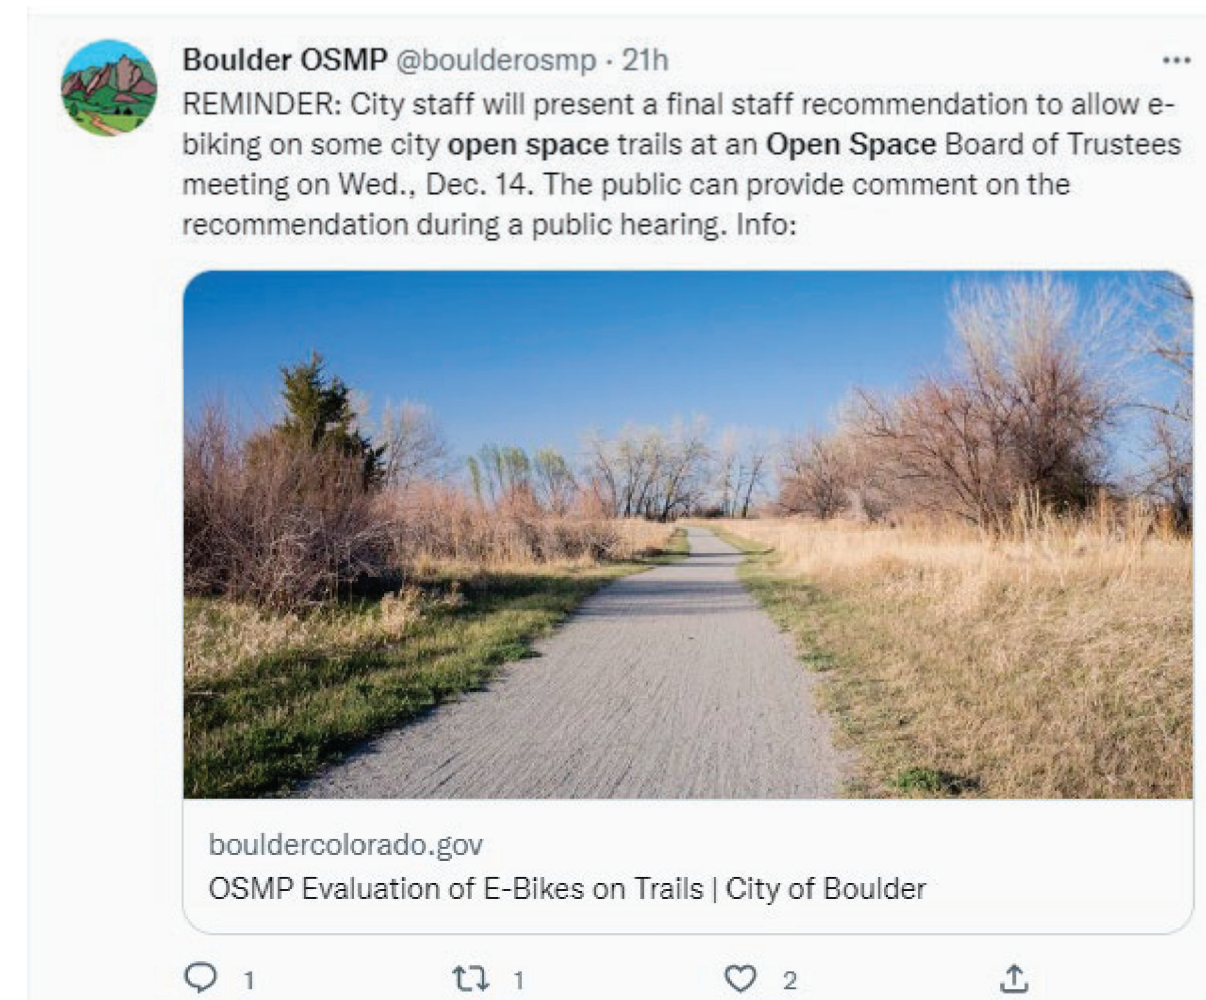 Boulder OSMP @boulderosmp · 21h
REMINDER: City staff will present a final staff recommendation to allow e-
biking on some city open space trails at an Open Space Board of Trustees
meeting on Wed., Dec. 14. The public can provide comment on the
recommendation during a public hearing. Info:
bouldercolorado.gov
OSMP Evaluation of E-Bikes on Trails | City of Boulder
1 1 2